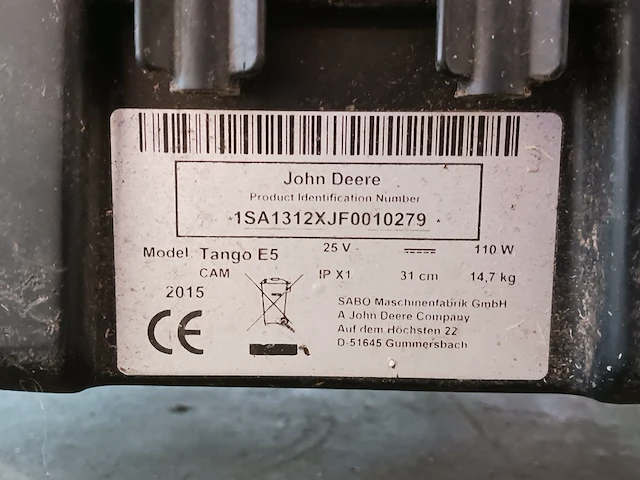 John Deere
Product Identification Number
*1SA1312XJF0010279*
Model Tango E5 25 V 110 W
CAM IP X1 31 cm 14,7 kg
2015
CE
SABO Maschinenfabrik GmbH
A John Deere Company
Auf dem Höchsten 22
D-51645 Gummersbach